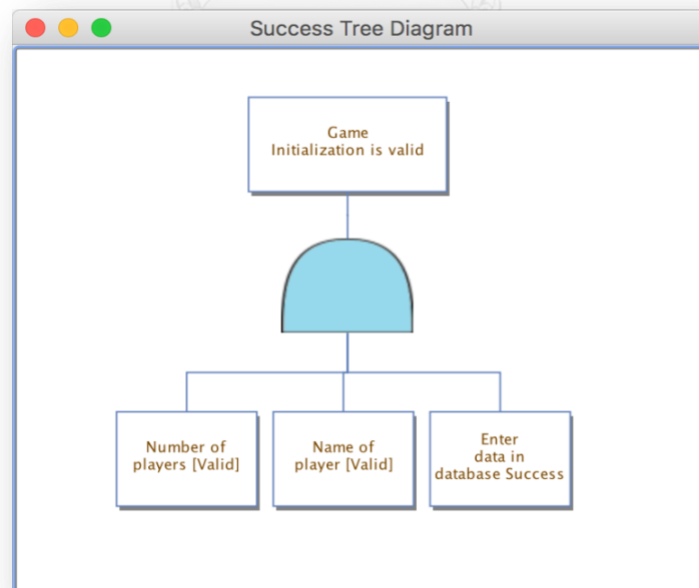 Success Tree Diagram
Game
Initialization is valid
Number of
players [Valid]
Name of
player [Valid]
Enter
data in
database Success